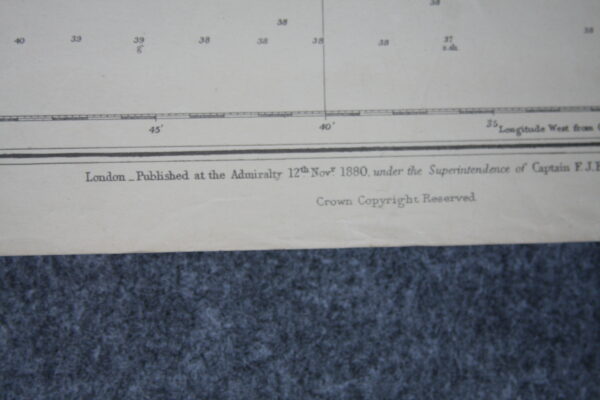 38
38
40 39 39 38 38 38 38 37 38
g s.sh.
45' 40' 35
Longitude West from
London _ Published at the Admiralty 12th Novr 1880, under the Superintendence of Captain F.J.
Crown Copyright Reserved